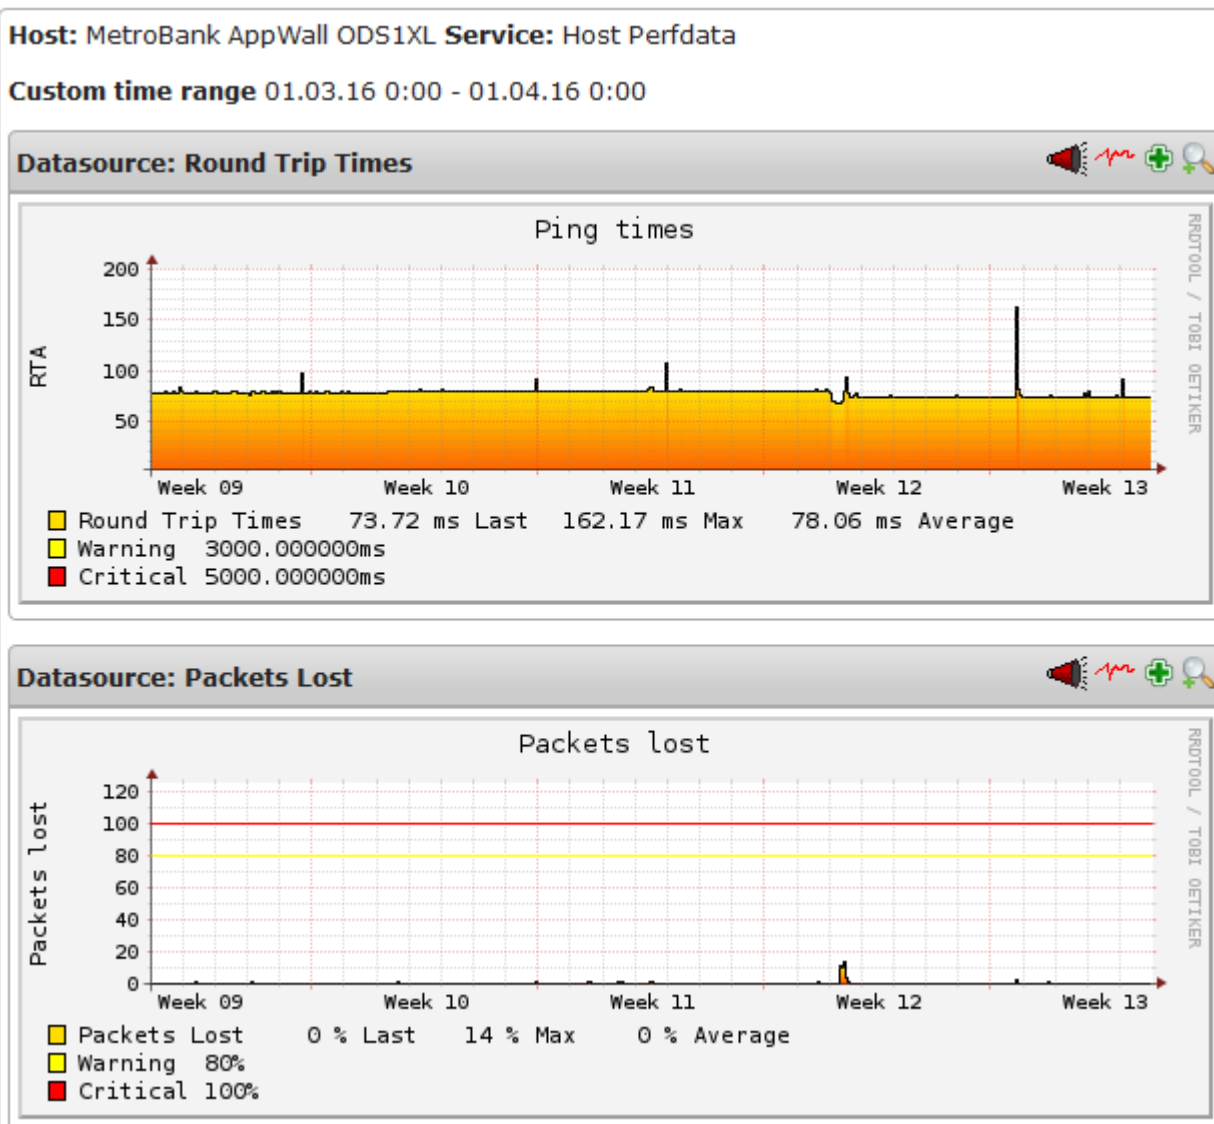 Host: MetroBank AppWall ODS1XL Service: Host Perfdata
Custom time range 01.03.16 0:00 - 01.04.16 0:00
Datasource: Round Trip Times
Ping times
RRDTOOL / TOBI OETIKER
RTA
200
150
100
50
Week 09 Week 10 Week 11 Week 12 Week 13
Round Trip Times 73.72 ms Last 162.17 ms Max 78.06 ms Average
Warning 3000.000000ms
Critical 5000.000000ms
Datasource: Packets Lost
Packets lost
RRDTOOL / TOBI OETIKER
Packets lost
120
100
80
60
40
20
0
Week 09 Week 10 Week 11 Week 12 Week 13
Packets Lost 0 % Last 14 % Max 0 % Average
Warning 80%
Critical 100%